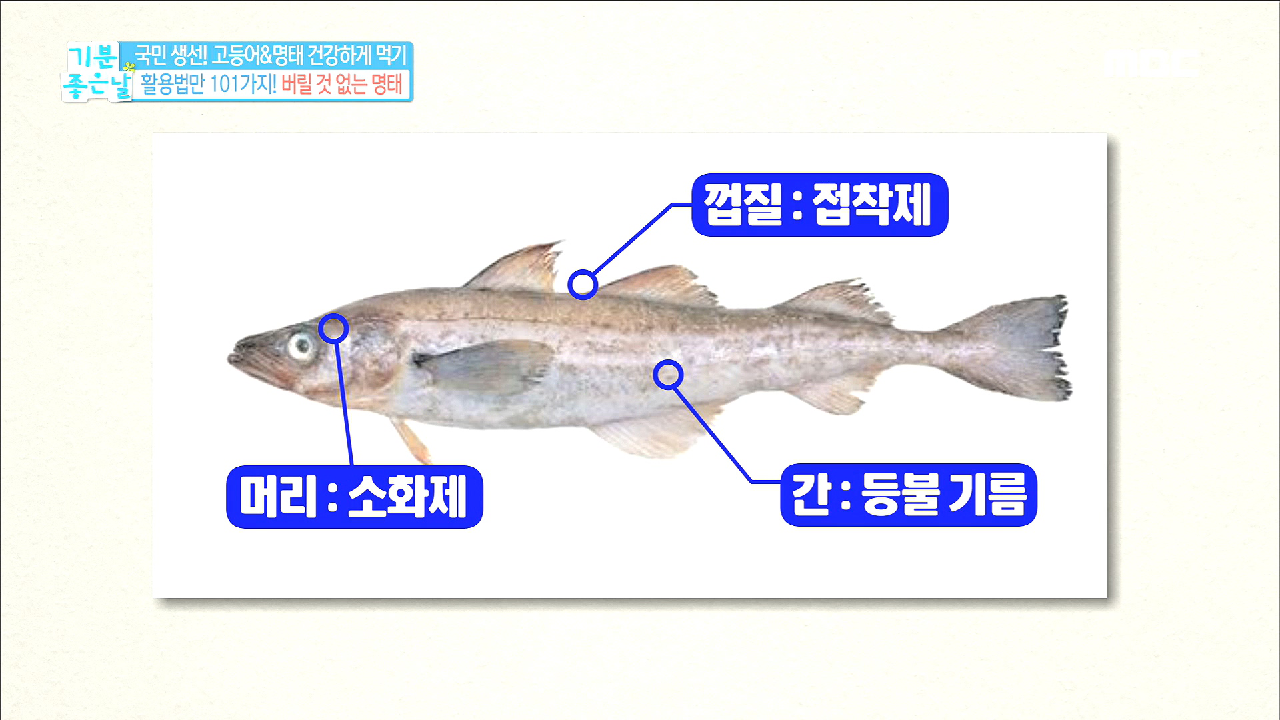 기분
좋은날
국민 생선! 고등어&명태 건강하게 먹기
활용법만 101가지! 버릴 것 없는 명태
껍질 : 접착제
머리 : 소화제
간 : 등불 기름